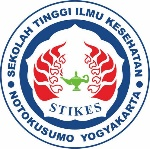 SEKOLAH TINGGI ILMU KESEHATAN
STIKES
NOTOKUSUMO YOGYAKARTA